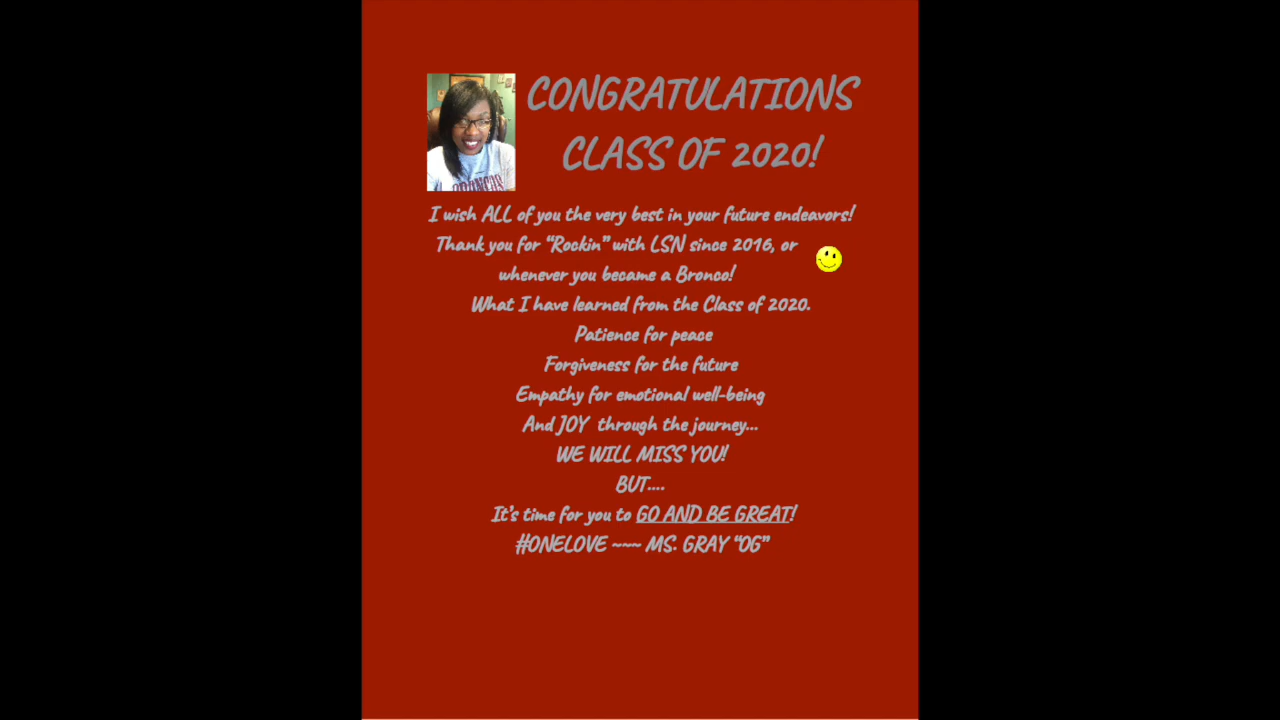 CONGRATULATIONS
CLASS OF 2020!
I wish ALL of you the very best in your future endeavors!
Thank you for “Rockin” with LSN since 2016, or
whenever you became a Bronco!
What I have learned from the Class of 2020.
Patience for peace
Forgiveness for the future
Empathy for emotional well-being
And JOY through the journey...
WE WILL MISS YOU!
BUT....
It’s time for you to GO AND BE GREAT!
#ONELOVE ~~~ MS. GRAY “OG”